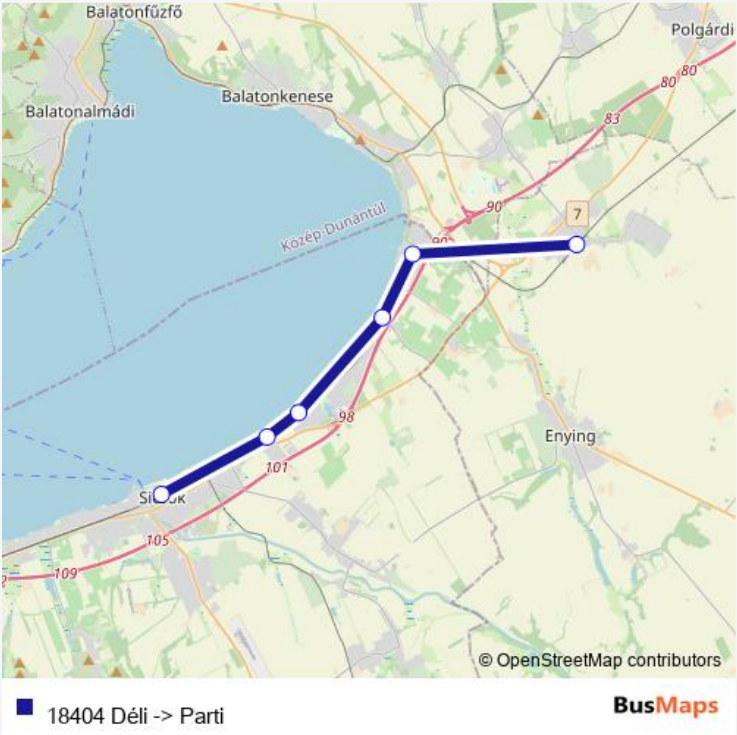 Balatonfűzfő
Polgárdi
80
80
Balatonkenese
Balatonalmádi
83
90
7
Közép-Dunántúl
90
98
Enying
101
Siófok
105
109
© OpenStreetMap contributors
18404 Déli -> Parti
BusMaps